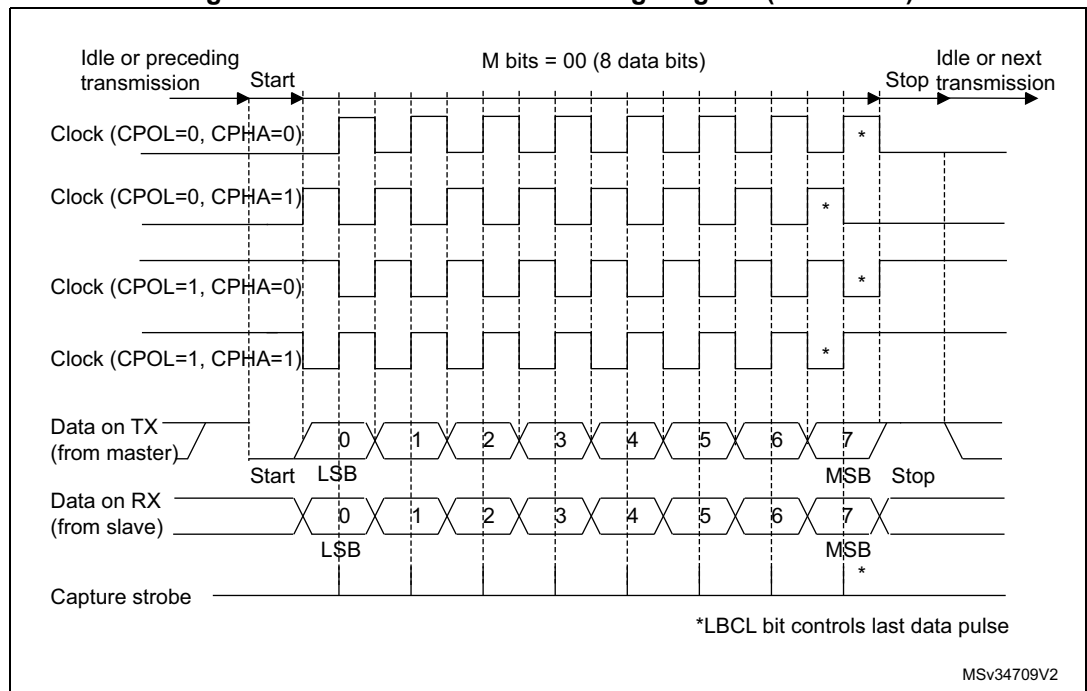 Idle or preceding transmission
Start
M bits = 00 (8 data bits)
Stop
Idle or next transmission
Clock (CPOL=0, CPHA=0)
*
Clock (CPOL=0, CPHA=1)
*
Clock (CPOL=1, CPHA=0)
*
Clock (CPOL=1, CPHA=1)
*
Data on TX (from master)
0 1 2 3 4 5 6 7
Start LSB MSB Stop
Data on RX (from slave)
0 1 2 3 4 5 6 7
LSB MSB
*
Capture strobe
*LBCL bit controls last data pulse
MSv34709V2